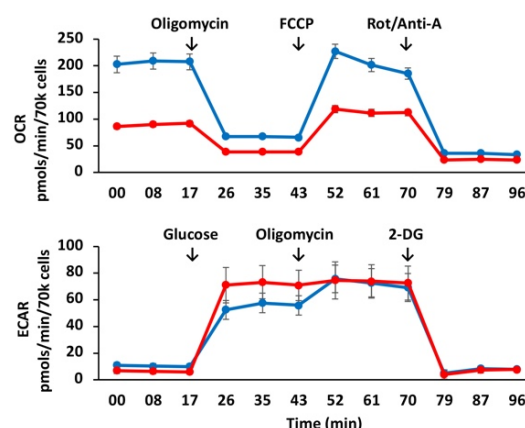 Oligomycin FCCP Rot/Anti-A
OCR
pmols/min/70k cells
250
200
150
100
50
0
00 08 17 26 35 43 52 61 70 79 87 96
Glucose Oligomycin 2-DG
ECAR
pmols/min/70k cells
100
80
60
40
20
0
00 08 17 26 35 43 52 61 70 79 87 96
Time (min)